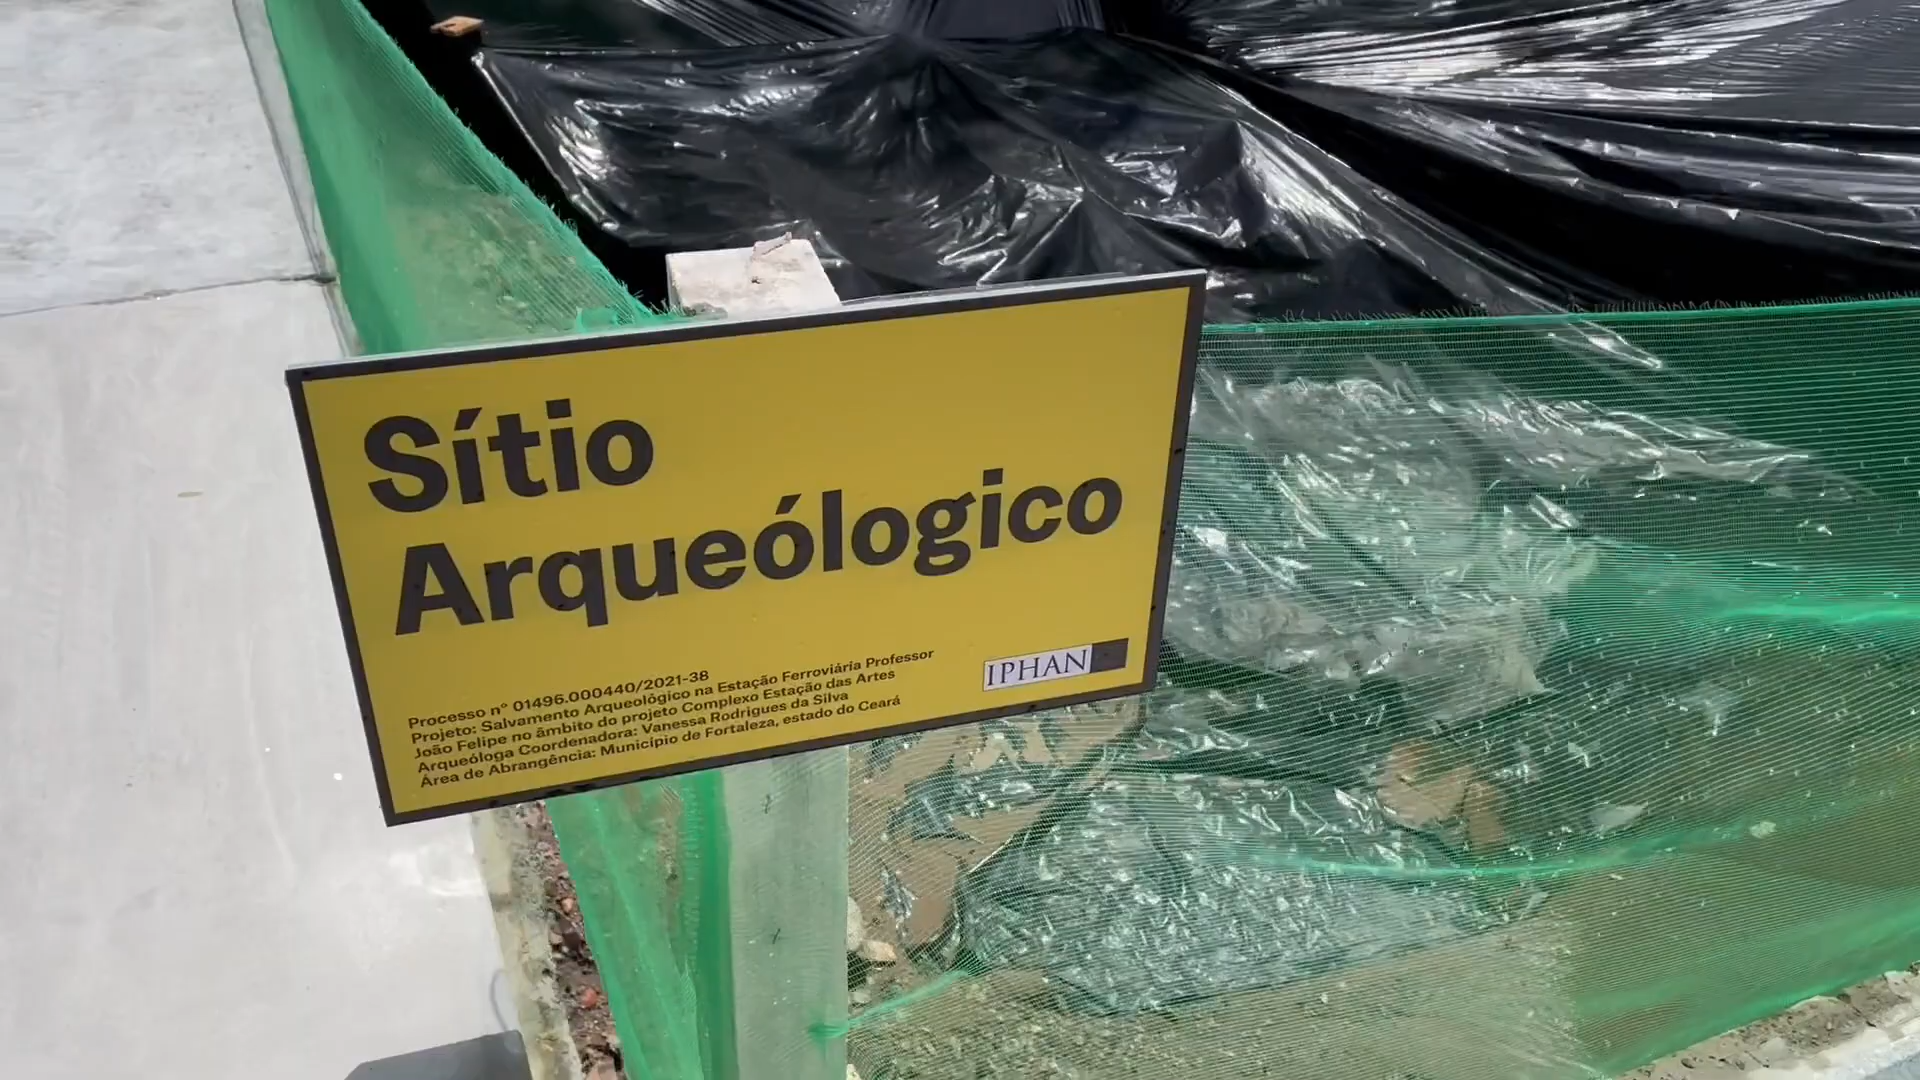 Sítio
Arqueólogico
Processo n° 01496.000440/2021-38
Projeto: Salvamento Arqueológico na Estação Ferroviária Professor
João Felipe no âmbito do projeto Complexo Estação das Artes
Arqueóloga Coordenadora: Vanessa Rodrigues da Silva
Área de Abrangência: Município de Fortaleza, estado do Ceará
IPHAN